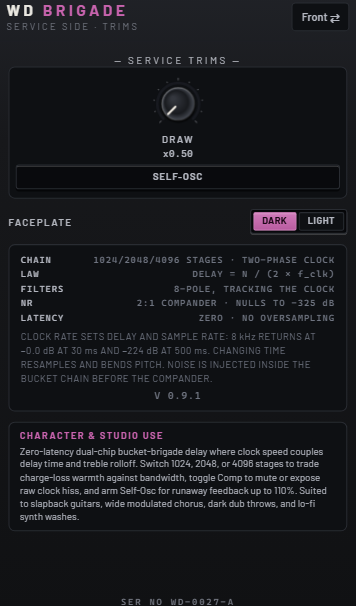 WD BRIGADE
SERVICE SIDE · TRIMS
Front ⇄
— SERVICE TRIMS —
DRAW
x0.50
SELF-OSC
FACEPLATE
DARK LIGHT
CHAIN 1024/2048/4096 STAGES · TWO-PHASE CLOCK
LAW DELAY = N / (2 × f_clk)
FILTERS 8-POLE, TRACKING THE CLOCK
NR 2:1 COMPANDER · NULLS TO −325 dB
LATENCY ZERO · NO OVERSAMPLING
CLOCK RATE SETS DELAY AND SAMPLE RATE: 8 kHz RETURNS AT
−0.0 dB AT 30 ms AND −224 dB AT 500 ms. CHANGING TIME
RESAMPLES AND BENDS PITCH. NOISE IS INJECTED INSIDE THE
BUCKET CHAIN BEFORE THE COMPANDER.
V 0.9.1
CHARACTER & STUDIO USE
Zero-latency dual-chip bucket-brigade delay where clock speed couples
delay time and treble rolloff. Switch 1024, 2048, or 4096 stages to trade
charge-loss warmth against bandwidth, toggle Comp to mute or expose
raw clock hiss, and arm Self-Osc for runaway feedback up to 110%. Suited
to slapback guitars, wide modulated chorus, dark dub throws, and lo-fi
synth washes.
SER NO WD-0027-A